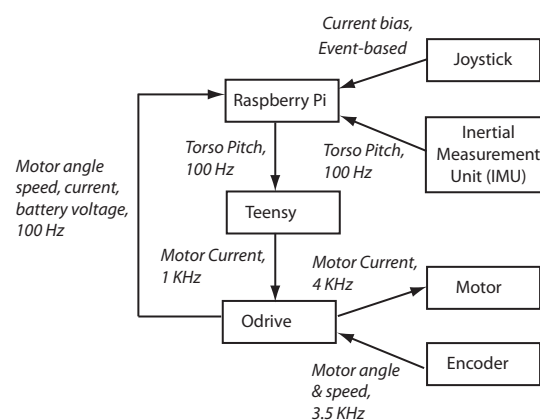 Current bias,
Event-based
Joystick
Raspberry Pi
Inertial
Measurement
Unit (IMU)
Torso Pitch,
100 Hz
Torso Pitch,
100 Hz
Motor angle
speed, current,
battery voltage,
100 Hz
Teensy
Motor Current,
1 KHz
Motor Current,
4 KHz
Motor
Odrive
Encoder
Motor angle
& speed,
3.5 KHz